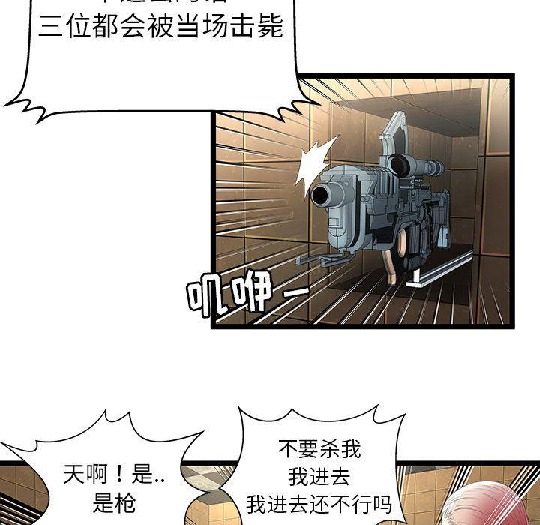 三位都会被当场击毙
叽咿—
天啊！是..
是枪
不要杀我
我进去
我进去还不行吗